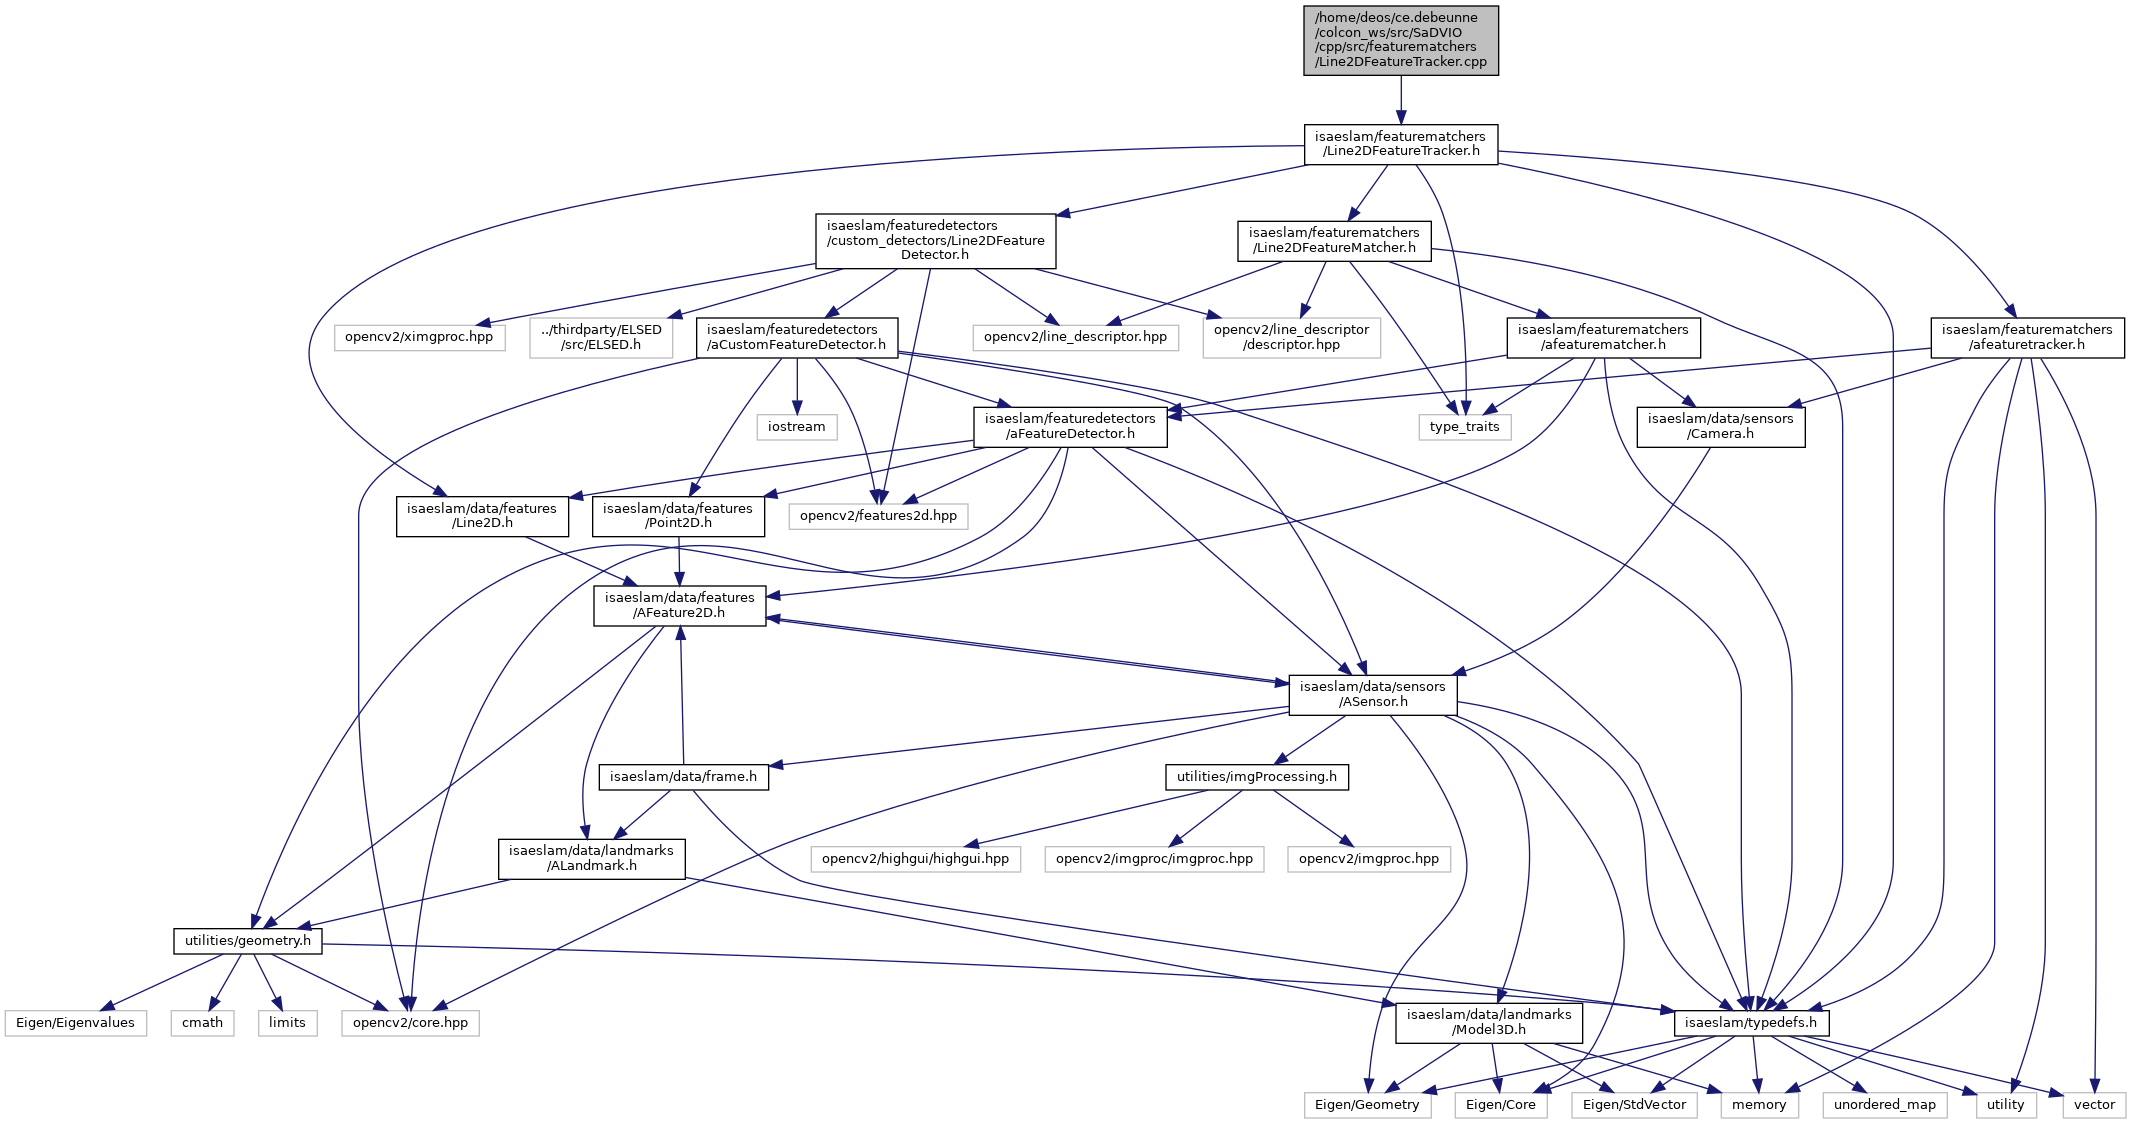 /home/deos/ce.debeunne
/colcon_ws/src/SaDVIO
/cpp/src/featurematchers
/Line2DFeatureTracker.cpp
isaeslam/featurematchers
/Line2DFeatureTracker.h
isaeslam/featuredetectors
/custom_detectors/Line2DFeature
Detector.h
isaeslam/featurematchers
/Line2DFeatureMatcher.h
opencv2/ximgproc.hpp
../thirdparty/ELSED
/src/ELSED.h
isaeslam/featuredetectors
/aCustomFeatureDetector.h
opencv2/line_descriptor.hpp
opencv2/line_descriptor
/descriptor.hpp
isaeslam/featurematchers
/afeaturematcher.h
isaeslam/featurematchers
/afeaturetracker.h
iostream
isaeslam/featuredetectors
/aFeatureDetector.h
type_traits
isaeslam/data/sensors
/Camera.h
isaeslam/data/features
/Line2D.h
isaeslam/data/features
/Point2D.h
opencv2/features2d.hpp
isaeslam/data/features
/AFeature2D.h
isaeslam/data/sensors
/ASensor.h
isaeslam/data/frame.h
utilities/imgProcessing.h
isaeslam/data/landmarks
/ALandmark.h
opencv2/highgui/highgui.hpp
opencv2/imgproc/imgproc.hpp
opencv2/imgproc.hpp
utilities/geometry.h
Eigen/Eigenvalues
cmath
limits
opencv2/core.hpp
isaeslam/data/landmarks
/Model3D.h
isaeslam/typedefs.h
Eigen/Geometry
Eigen/Core
Eigen/StdVector
memory
unordered_map
utility
vector